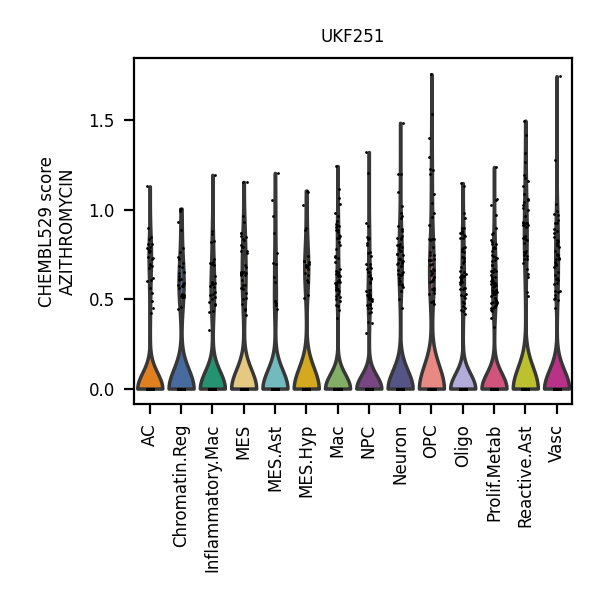 UKF251
CHEMBL529 score
AZITHROMYCIN
1.5
1.0
0.5
0.0
AC
Chromatin.Reg
Inflammatory.Mac
MES
MES.Ast
MES.Hyp
Mac
NPC
Neuron
OPC
Oligo
Prolif.Metab
Reactive.Ast
Vasc